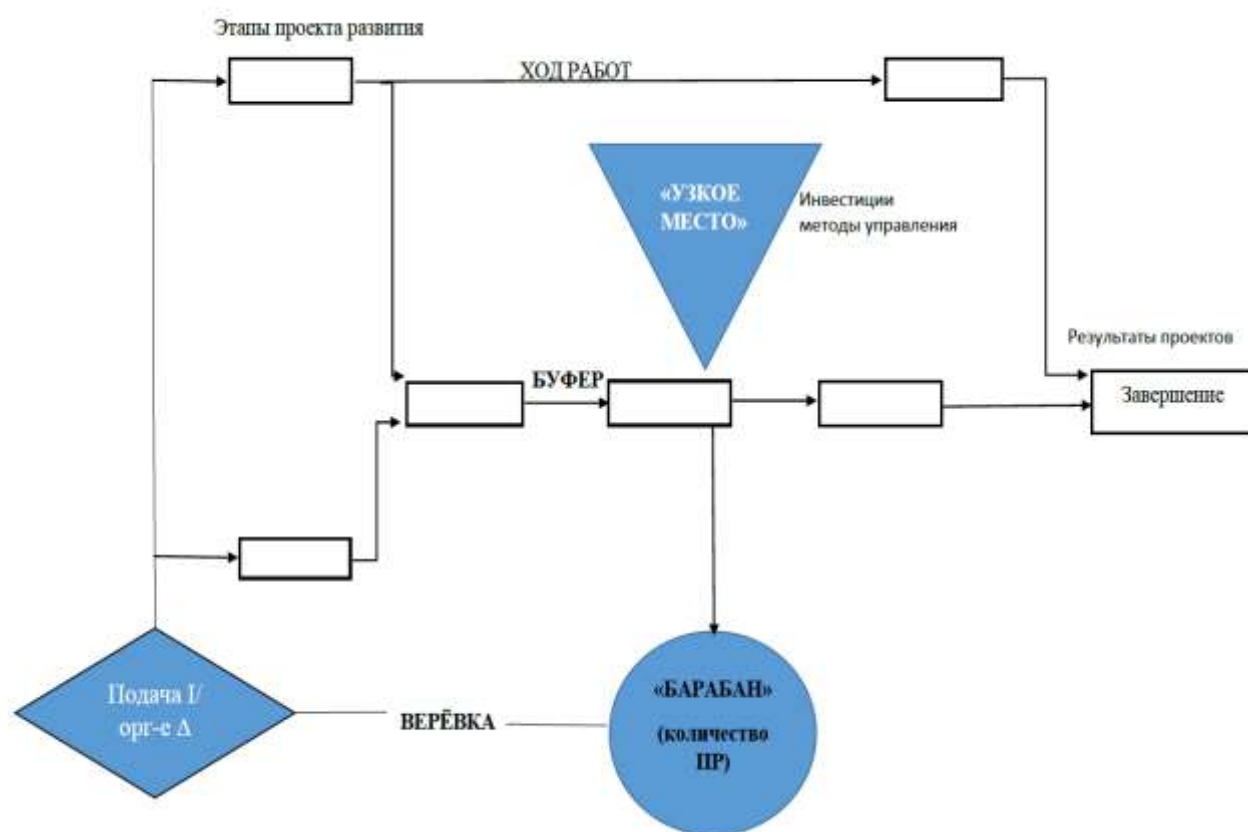 Этапы проекта развития
ХОД РАБОТ
«УЗКОЕ
МЕСТО»
Инвестиции
методы управления
Результаты проектов
БУФЕР
Завершение
Подача I/
орг-е Δ
ВЕРЁВКА
«БАРАБАН»
(количество
ПР)